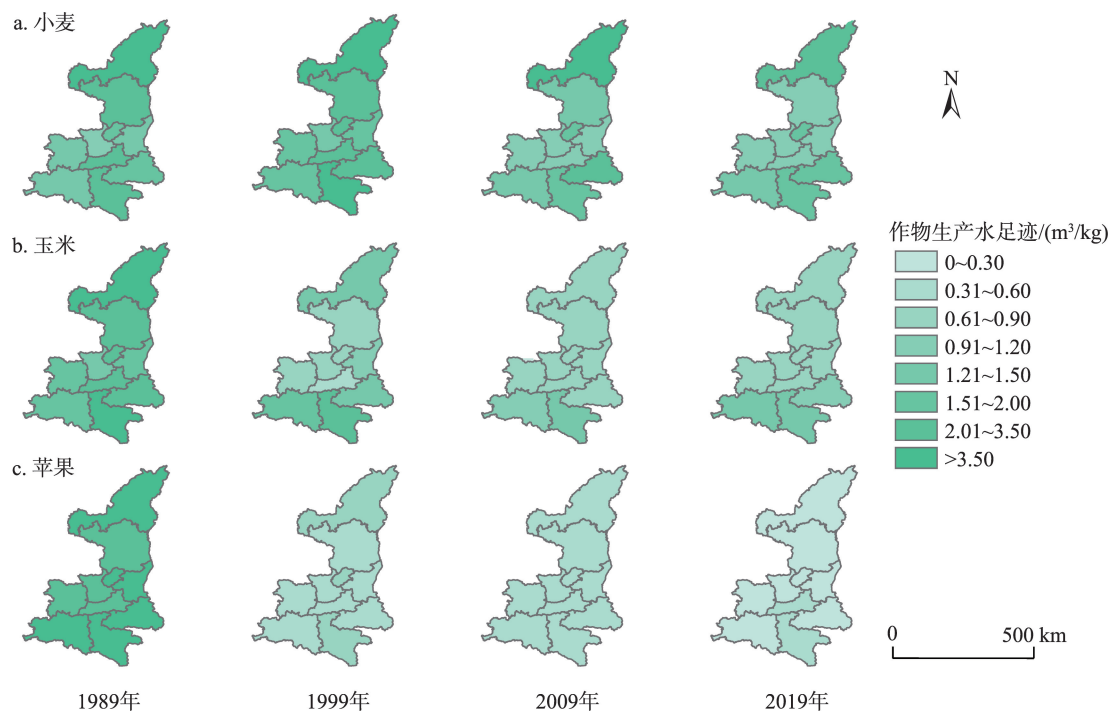 a. 小麦
N
b. 玉米
作物生产水足迹/(m³/kg)
0~0.30
0.31~0.60
0.61~0.90
0.91~1.20
1.21~1.50
1.51~2.00
2.01~3.50
>3.50
c. 苹果
0 500 km
1989年 1999年 2009年 2019年